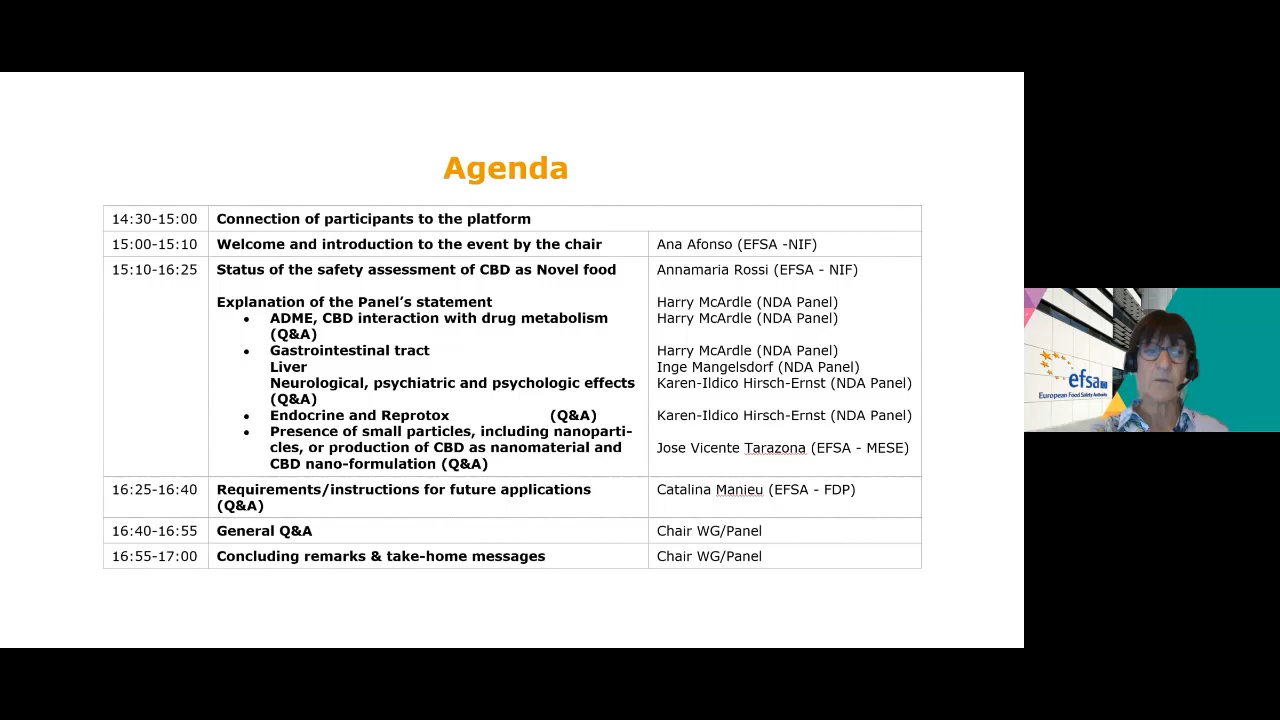 Agenda
14:30-15:00 Connection of participants to the platform
15:00-15:10 Welcome and introduction to the event by the chair Ana Afonso (EFSA -NIF)
15:10-16:25 Status of the safety assessment of CBD as Novel food Annamaria Rossi (EFSA - NIF)
Explanation of the Panel's statement Harry McArdle (NDA Panel)
• ADME, CBD interaction with drug metabolism Harry McArdle (NDA Panel)
(Q&A)
• Gastrointestinal tract Harry McArdle (NDA Panel)
Liver Inge Mangelsdorf (NDA Panel)
Neurological, psychiatric and psychologic effects Karen-Ildico Hirsch-Ernst (NDA Panel)
(Q&A)
• Endocrine and Reprotox (Q&A) Karen-Ildico Hirsch-Ernst (NDA Panel)
• Presence of small particles, including nanoparti-
cles, or production of CBD as nanomaterial and Jose Vicente Tarazona (EFSA - MESE)
CBD nano-formulation (Q&A)
16:25-16:40 Requirements/instructions for future applications Catalina Manieu (EFSA - FDP)
(Q&A)
16:40-16:55 General Q&A Chair WG/Panel
16:55-17:00 Concluding remarks & take-home messages Chair WG/Panel
efsa
European Food Safety Authority